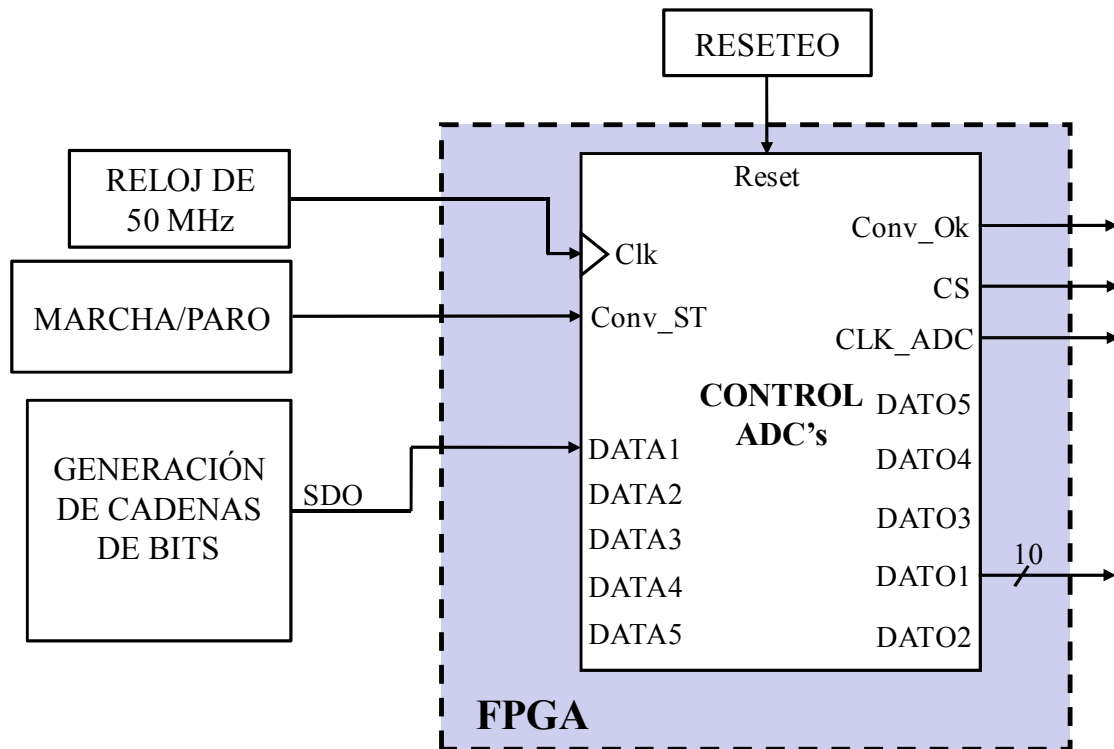 RESETEO
RELOJ DE
50 MHz
MARCHA/PARO
GENERACIÓN
DE CADENAS
DE BITS
SDO
Reset
Clk
Conv_ST
DATA1
DATA2
DATA3
DATA4
DATA5
CONTROL
ADC's
Conv_Ok
CS
CLK_ADC
DATO5
DATO4
DATO3
DATO1
DATO2
10
FPGA